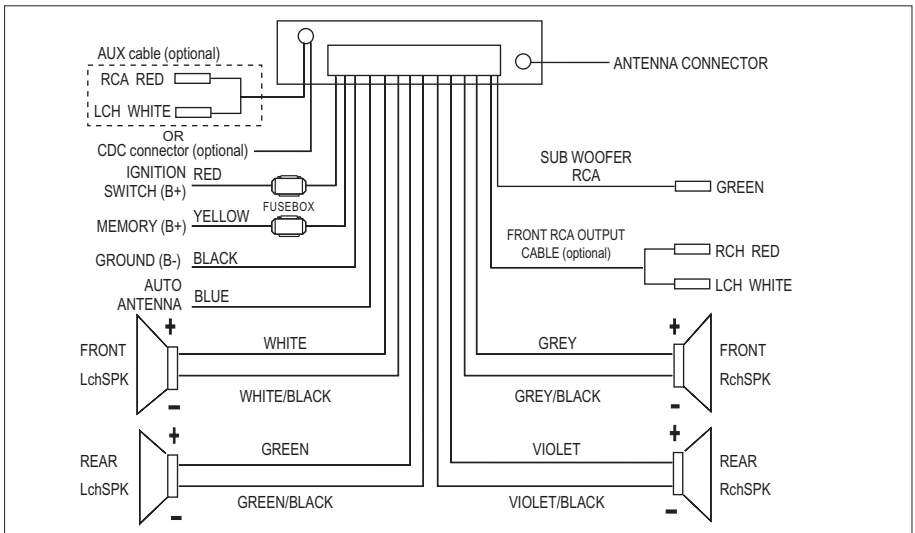 AUX cable (optional)
RCA RED
LCH WHITE
OR
CDC connector (optional)
IGNITION RED
SWITCH (B+)
FUSEBOX
MEMORY (B+) YELLOW
GROUND (B-) BLACK
AUTO
ANTENNA BLUE
ANTENNA CONNECTOR
SUB WOOFER
RCA
GREEN
FRONT RCA OUTPUT
CABLE (optional)
RCH RED
LCH WHITE
+
FRONT
LchSPK
-
WHITE
WHITE/BLACK
GREY
GREY/BLACK
+
FRONT
RchSPK
-
+
REAR
LchSPK
-
GREEN
GREEN/BLACK
VIOLET
VIOLET/BLACK
+
REAR
RchSPK
-